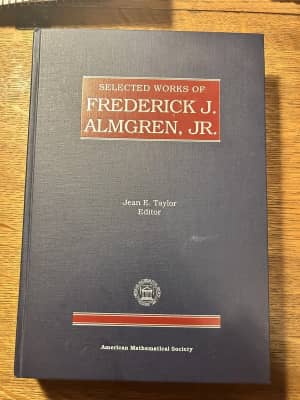 SELECTED WORKS OF
FREDERICK J.
ALMGREN, JR.
Jean E. Taylor
Editor
American Mathematical Society